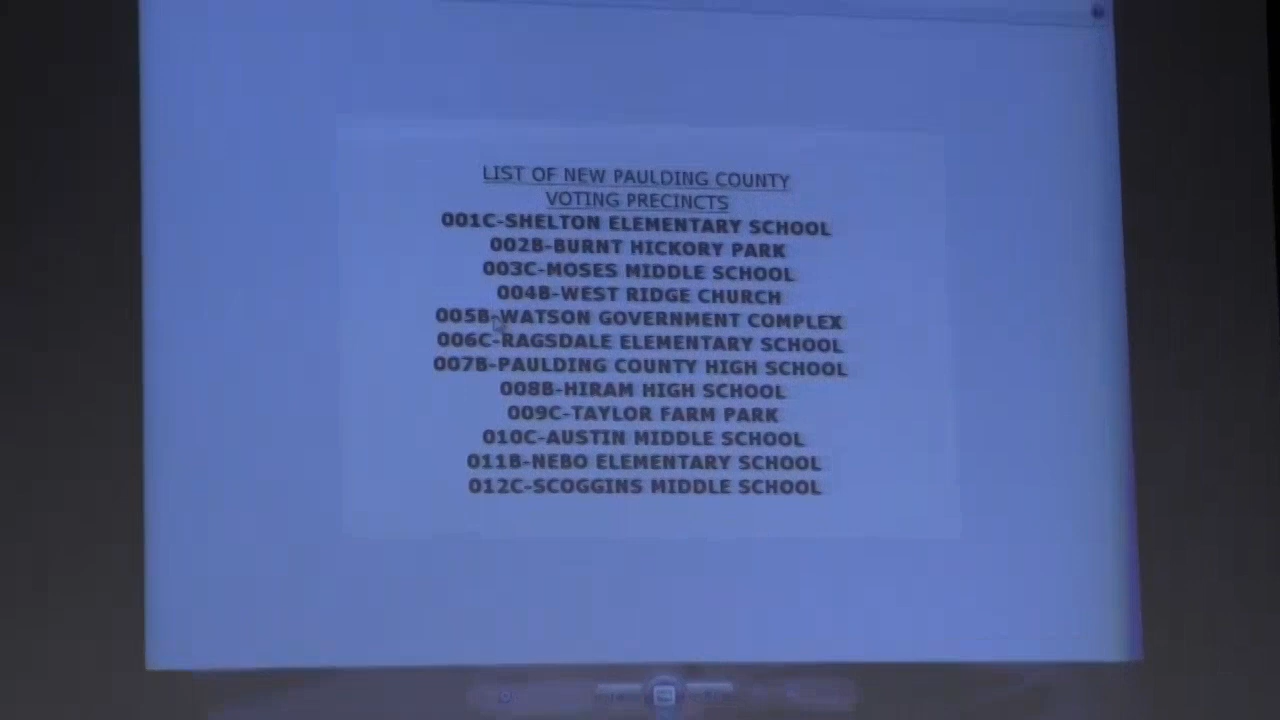 LIST OF NEW PAULDING COUNTY
VOTING PRECINCTS
001C-SHELTON ELEMENTARY SCHOOL
002B-BURNT HICKORY PARK
003C-MOSES MIDDLE SCHOOL
004B-WEST RIDGE CHURCH
005B-WATSON GOVERNMENT COMPLEX
006C-RAGSDALE ELEMENTARY SCHOOL
007B-PAULDING COUNTY HIGH SCHOOL
008B-HIRAM HIGH SCHOOL
009C-TAYLOR FARM PARK
010C-AUSTIN MIDDLE SCHOOL
011B-NEBO ELEMENTARY SCHOOL
012C-SCOGGINS MIDDLE SCHOOL